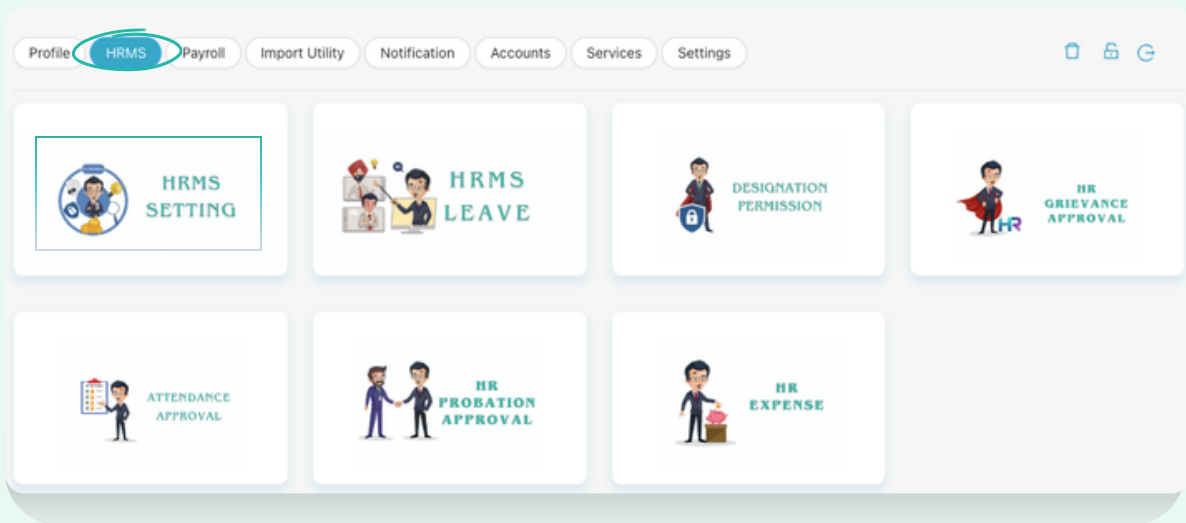 Profile
HRMS
Payroll
Import Utility
Notification
Accounts
Services
Settings
HRMS
SETTING
HRMS
LEAVE
DESIGNATION
PERMISSION
HR
HR
GRIEVANCE
APPROVAL
ATTENDANCE
APPROVAL
HR
PROBATION
APPROVAL
HR
EXPENSE